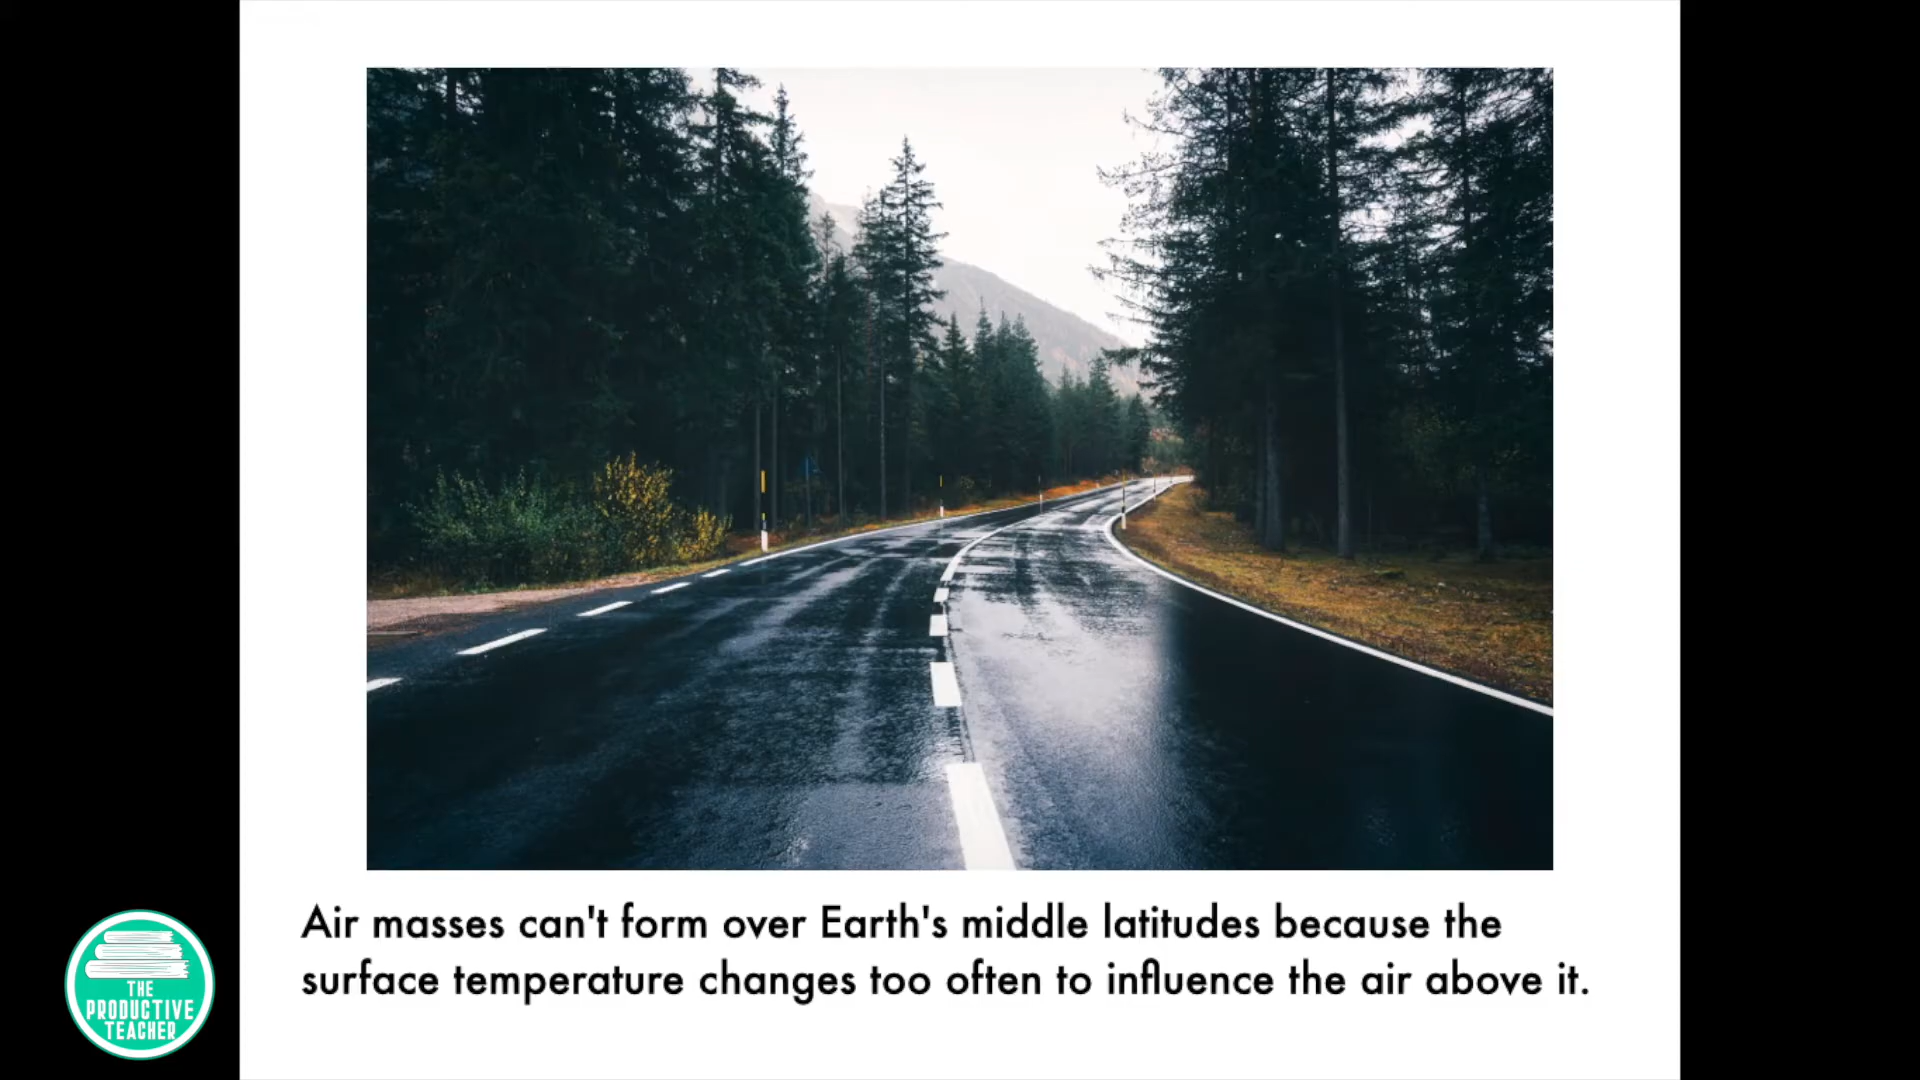 Air masses can't form over Earth's middle latitudes because the
surface temperature changes too often to influence the air above it.
THE
PRODUCTIVE
TEACHER